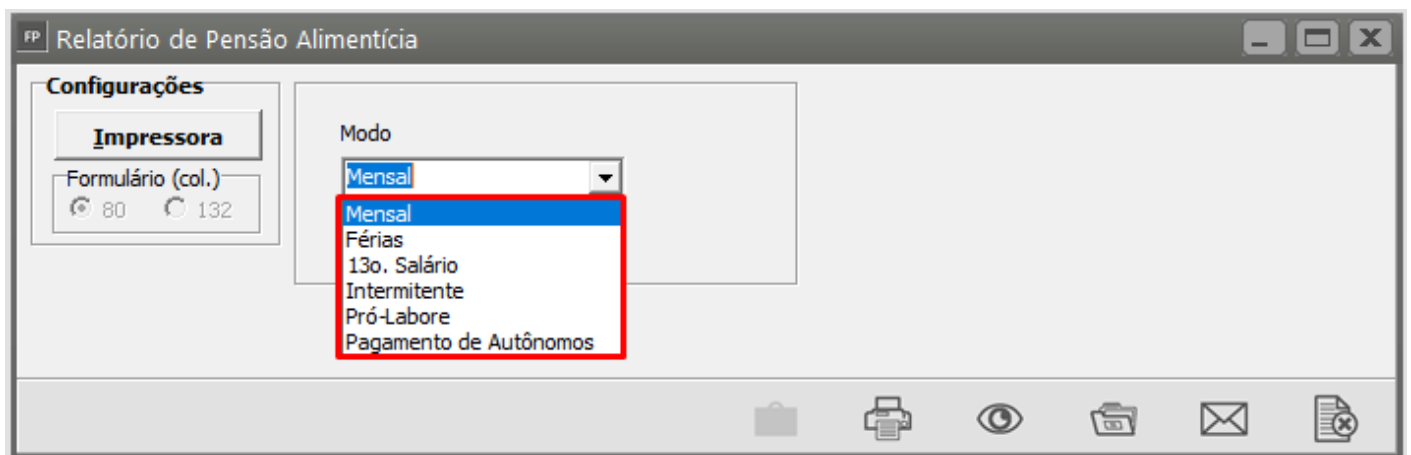 FP Relatório de Pensão Alimentícia
Configurações
Impressora
Formulário (col.)
80 132
Modo
Mensal
Mensal
Férias
13o. Salário
Intermitente
Pró-Labore
Pagamento de Autônomos